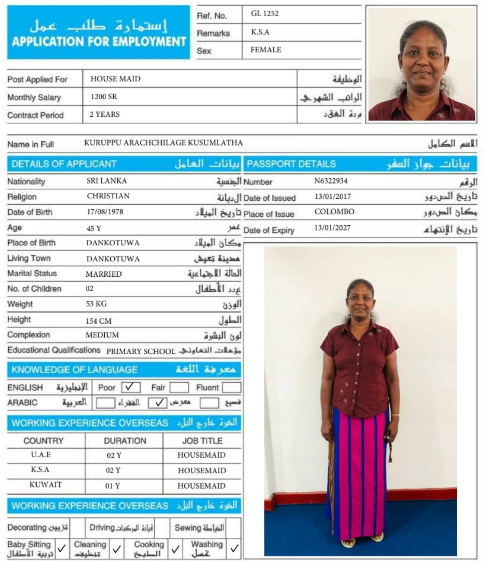 إستمارة طلب عمل
APPLICATION FOR EMPLOYMENT
Ref. No. GL 1252
Remarks K.S.A
Sex FEMALE
Post Applied For HOUSE MAID الوظيفة
Monthly Salary 1200 SR الراتب الشهري
Contract Period 2 YEARS مدة العقد
Name in Full KURUPPU ARACHCHILAGE KUSUMLATHA الاسم الكامل
DETAILS OF APPLICANT بيانات العامل
Nationality SRI LANKA الجنسية
Religion CHRISTIAN الديانة
Date of Birth 17/08/1978 تاريخ الميلاد
Age 45 Y عمر
Place of Birth DANKOTUWA مكان الميلاد
Living Town DANKOTUWA مدينة تعيش
Marital Status MARRIED الحالة الاجتماعية
No. of Children 02 عدد الأطفال
Weight 53 KG الوزن
Height 154 CM الطول
Complexion MEDIUM لون البشرة
Educational Qualifications PRIMARY SCHOOL
PASSPORT DETAILS بيانات جواز السفر
Number N6322934 الرقم
Date of Issued 13/01/2017 تاريخ الصدور
Place of Issue COLOMBO مكان الصدور
Date of Expiry 13/01/2027 تاريخ الإنتهاء
KNOWLEDGE OF LANGUAGE معرفة اللغة
ENGLISH الإنجليزية Poor ✓ Fair Fluent
ARABIC العربية الفقراء ✓ معرض فصيح
WORKING EXPERIENCE OVERSEAS الخبرة خارج البلد
COUNTRY DURATION JOB TITLE
U.A.E 02 Y HOUSEMAID
K.S.A 02 Y HOUSEMAID
KUWAIT 01 Y HOUSEMAID
WORKING EXPERIENCE OVERSEAS الخبرة خارج البلد
Decorating تزيين Driving قيادة المركبات Sewing الخياطة
Baby Sitting تربية الأطفال ✓ Cleaning تنظيف ✓ Cooking الطبخ ✓ Washing غسل ✓